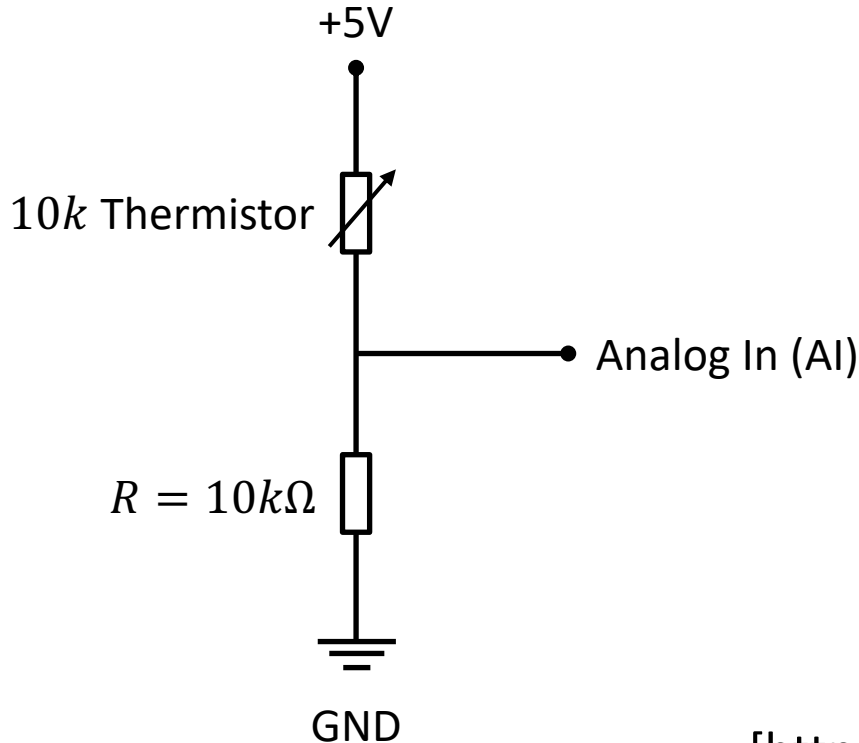 +5V
10k Thermistor
Analog In (AI)
R = 10kΩ
GND